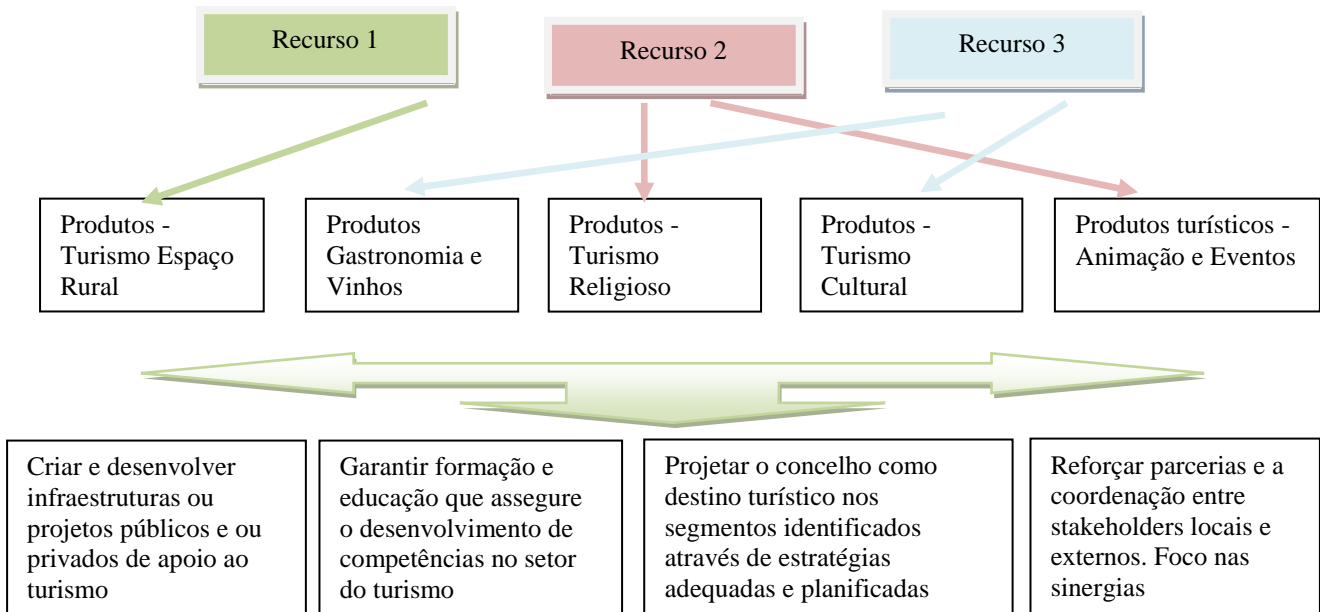 Recurso 1
Recurso 2
Recurso 3
Produtos -
Turismo Espaço
Rural
Produtos
Gastronomia e
Vinhos
Produtos -
Turismo
Religioso
Produtos -
Turismo
Cultural
Produtos turísticos -
Animação e Eventos
Criar e desenvolver
infraestruturas ou
projetos públicos e ou
privados de apoio ao
turismo
Garantir formação e
educação que assegure
o desenvolvimento de
competências no setor
do turismo
Projetar o concelho como
destino turístico nos
segmentos identificados
através de estratégias
adequadas e planificadas
Reforçar parcerias e a
coordenação entre
stakeholders locais e
externos. Foco nas
sinergias